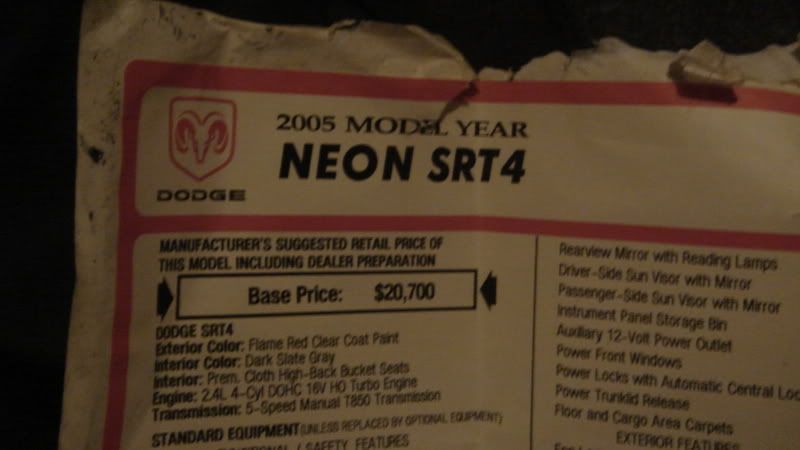 2005 MODEL YEAR
NEON SRT4
DODGE
MANUFACTURER'S SUGGESTED RETAIL PRICE OF
THIS MODEL INCLUDING DEALER PREPARATION
Base Price: $20,700
DODGE SRT4
Exterior Color: Flame Red Clear Coat Paint
Interior Color: Dark Slate Gray
Interior: Prem. Cloth High-Back Bucket Seats
Engine: 2.4L 4-Cyl DOHC 16V HO Turbo Engine
Transmission: 5-Speed Manual T850 Transmission
STANDARD EQUIPMENT (UNLESS REPLACED BY OPTIONAL EQUIPMENT)
/ SAFETY FEATURES
Rearview Mirror with Reading Lamps
Driver-Side Sun Visor with Mirror
Passenger-Side Sun Visor with Mirror
Instrument Panel Storage Bin
Auxiliary 12-Volt Power Outlet
Power Front Windows
Power Locks with Automatic Central Loc
Power Trunklid Release
Floor and Cargo Area Carpets
EXTERIOR FEATURES